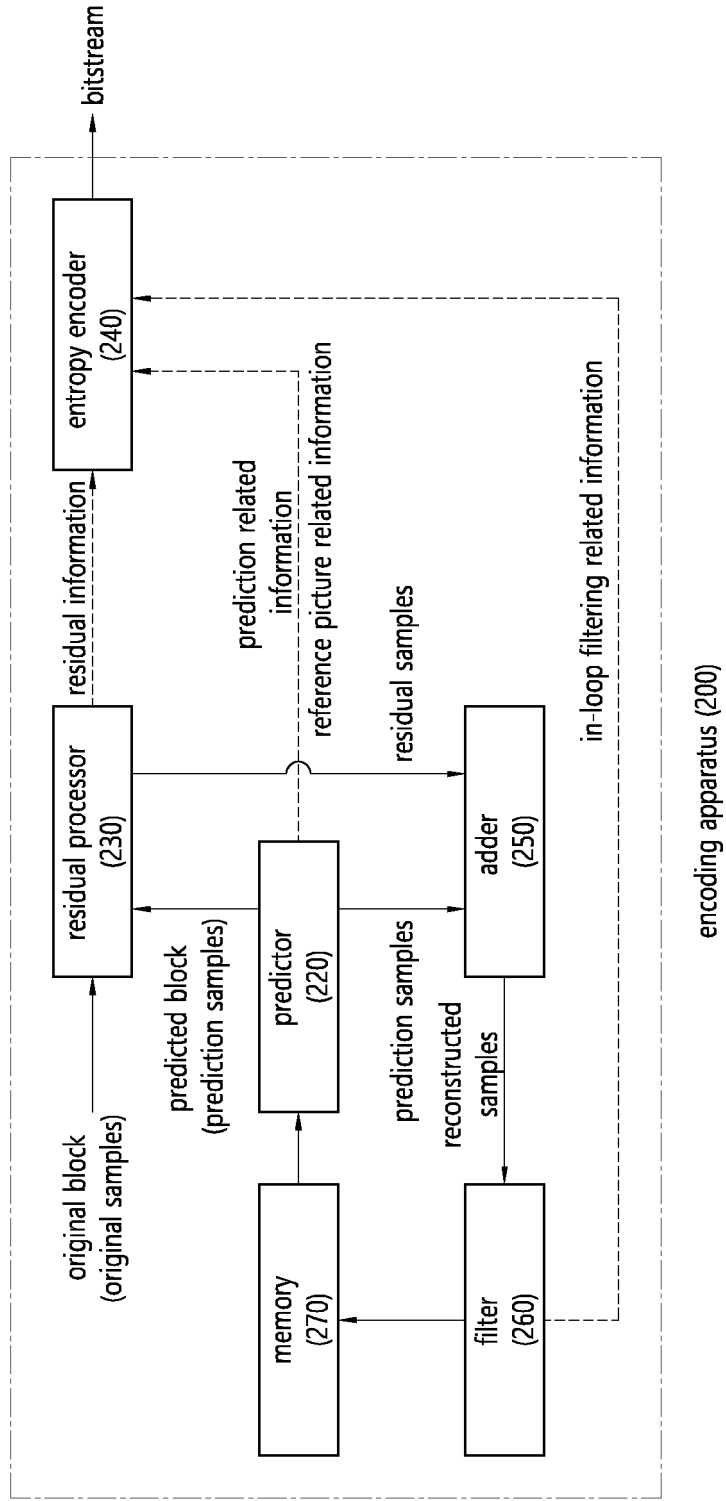 original block
(original samples)
residual processor
(230)
residual information
entropy encoder
(240)
bitstream
predicted block
(prediction samples)
memory
(270)
predictor
(220)
prediction related
information
reference picture related information
prediction samples
residual samples
reconstructed
samples
filter
(260)
adder
(250)
in-loop filtering related information
encoding apparatus (200)